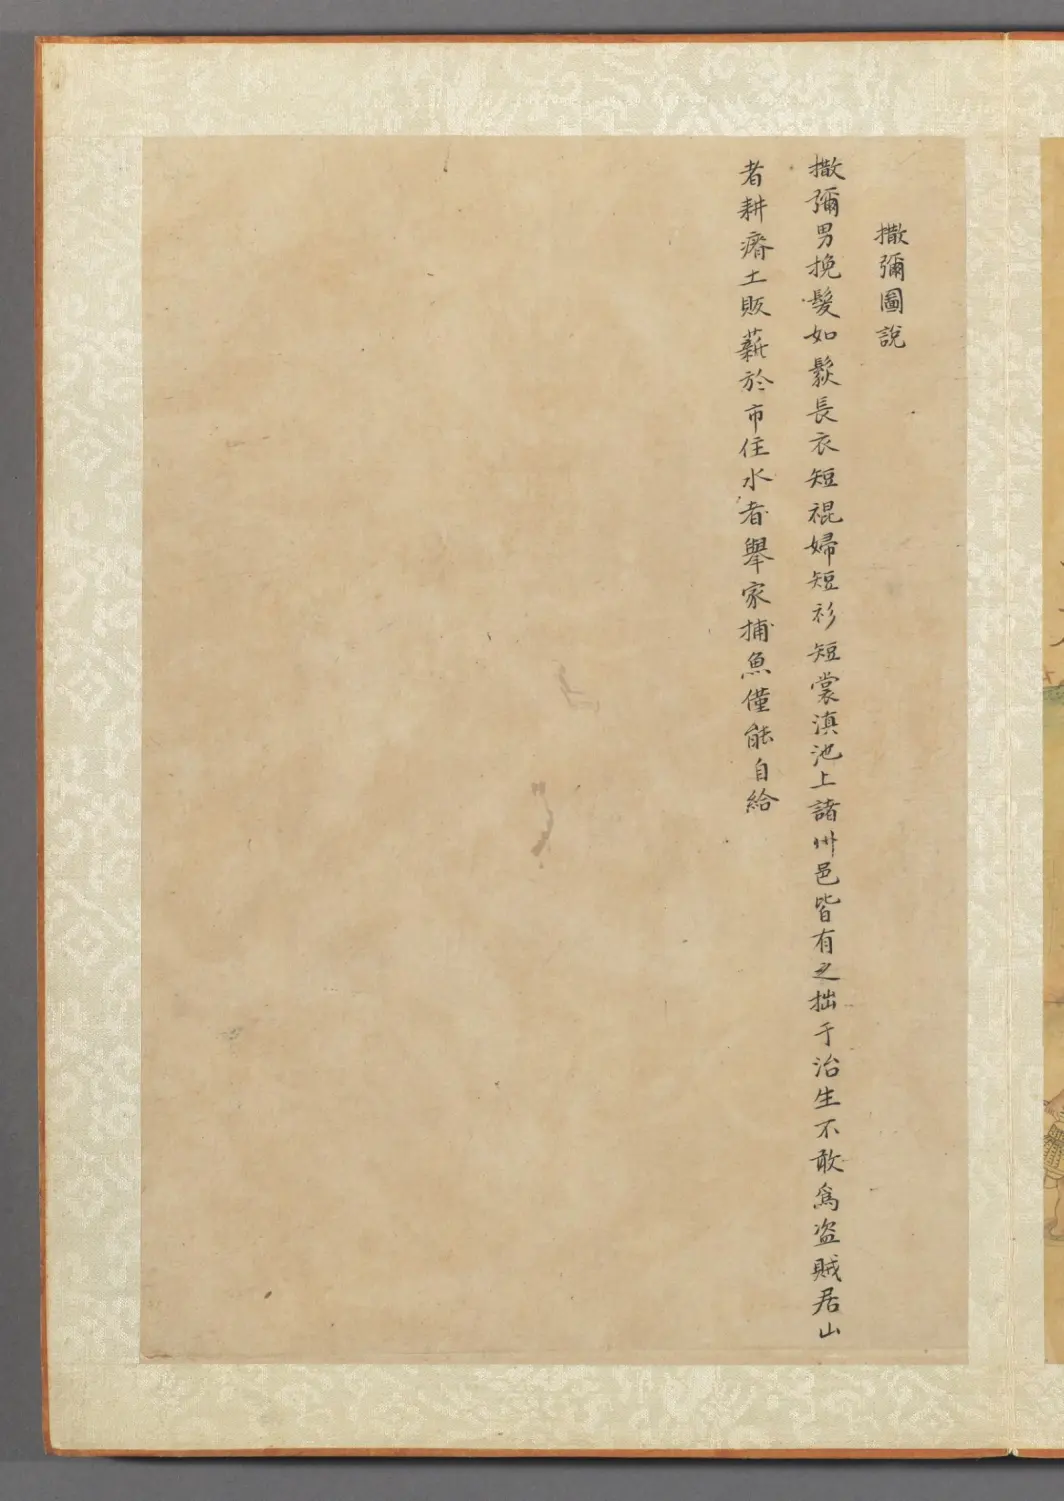 撒彌圖說
撒彌男挽髮如鬏長衣短裩婦短衫短裳滇池上諸州邑皆有之拙于治生不敢為盗賊居山
者耕瘠土販薪於市住水者舉家捕魚僅能自給